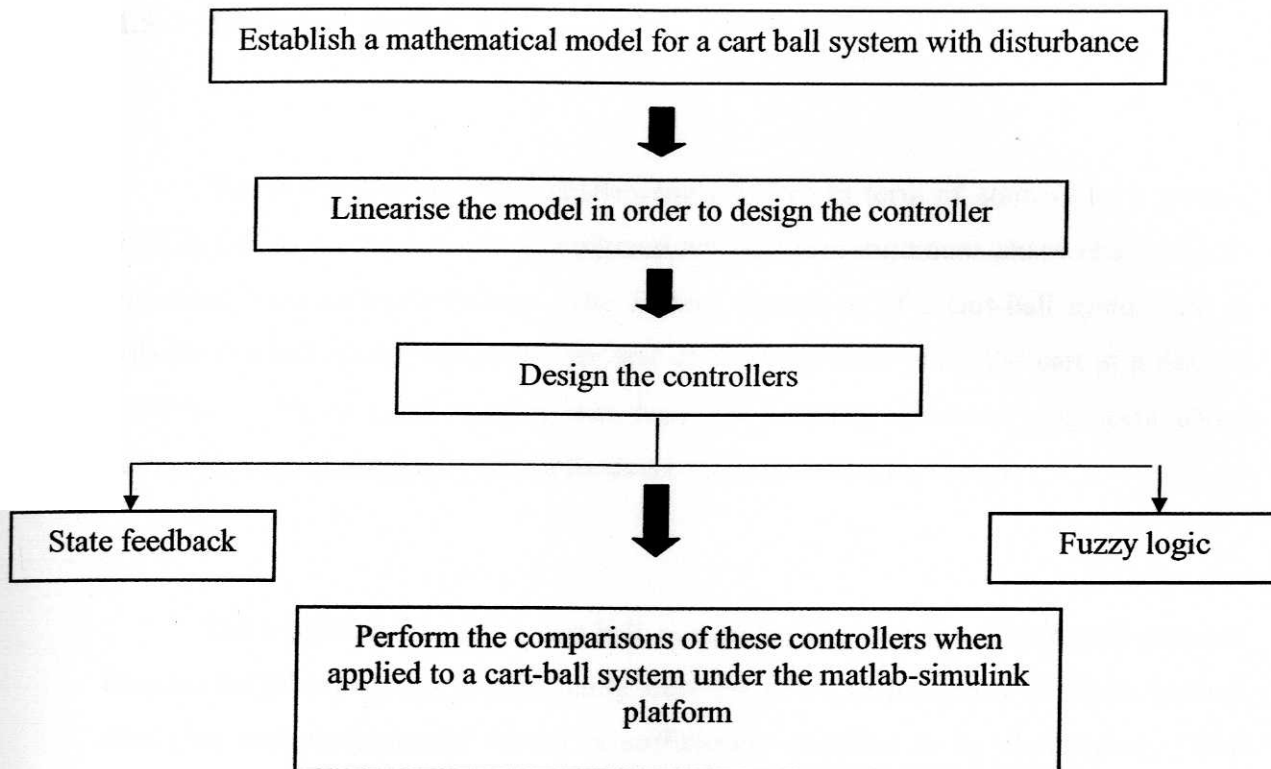 Establish a mathematical model for a cart ball system with disturbance
Linearise the model in order to design the controller
Design the controllers
State feedback
Fuzzy logic
Perform the comparisons of these controllers when
applied to a cart-ball system under the matlab-simulink
platform